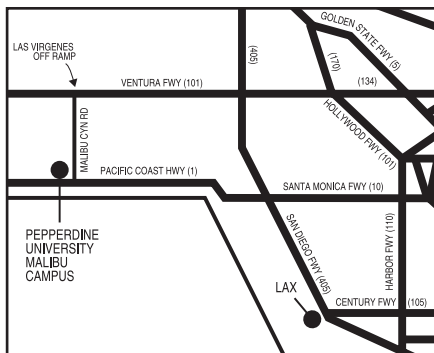 GOLDEN STATE FWY (5)
LAS VIRGENES
OFF RAMP
(405)
(170)
(134)
VENTURA FWY (101)
HOLLYWOOD FWY (101)
MALIBU CYN RD
PACIFIC COAST HWY (1)
SANTA MONICA FWY (10)
PEPPERDINE
UNIVERSITY
MALIBU
CAMPUS
SAN DIEGO FWY (405)
HARBOR FWY (110)
LAX
CENTURY FWY (105)